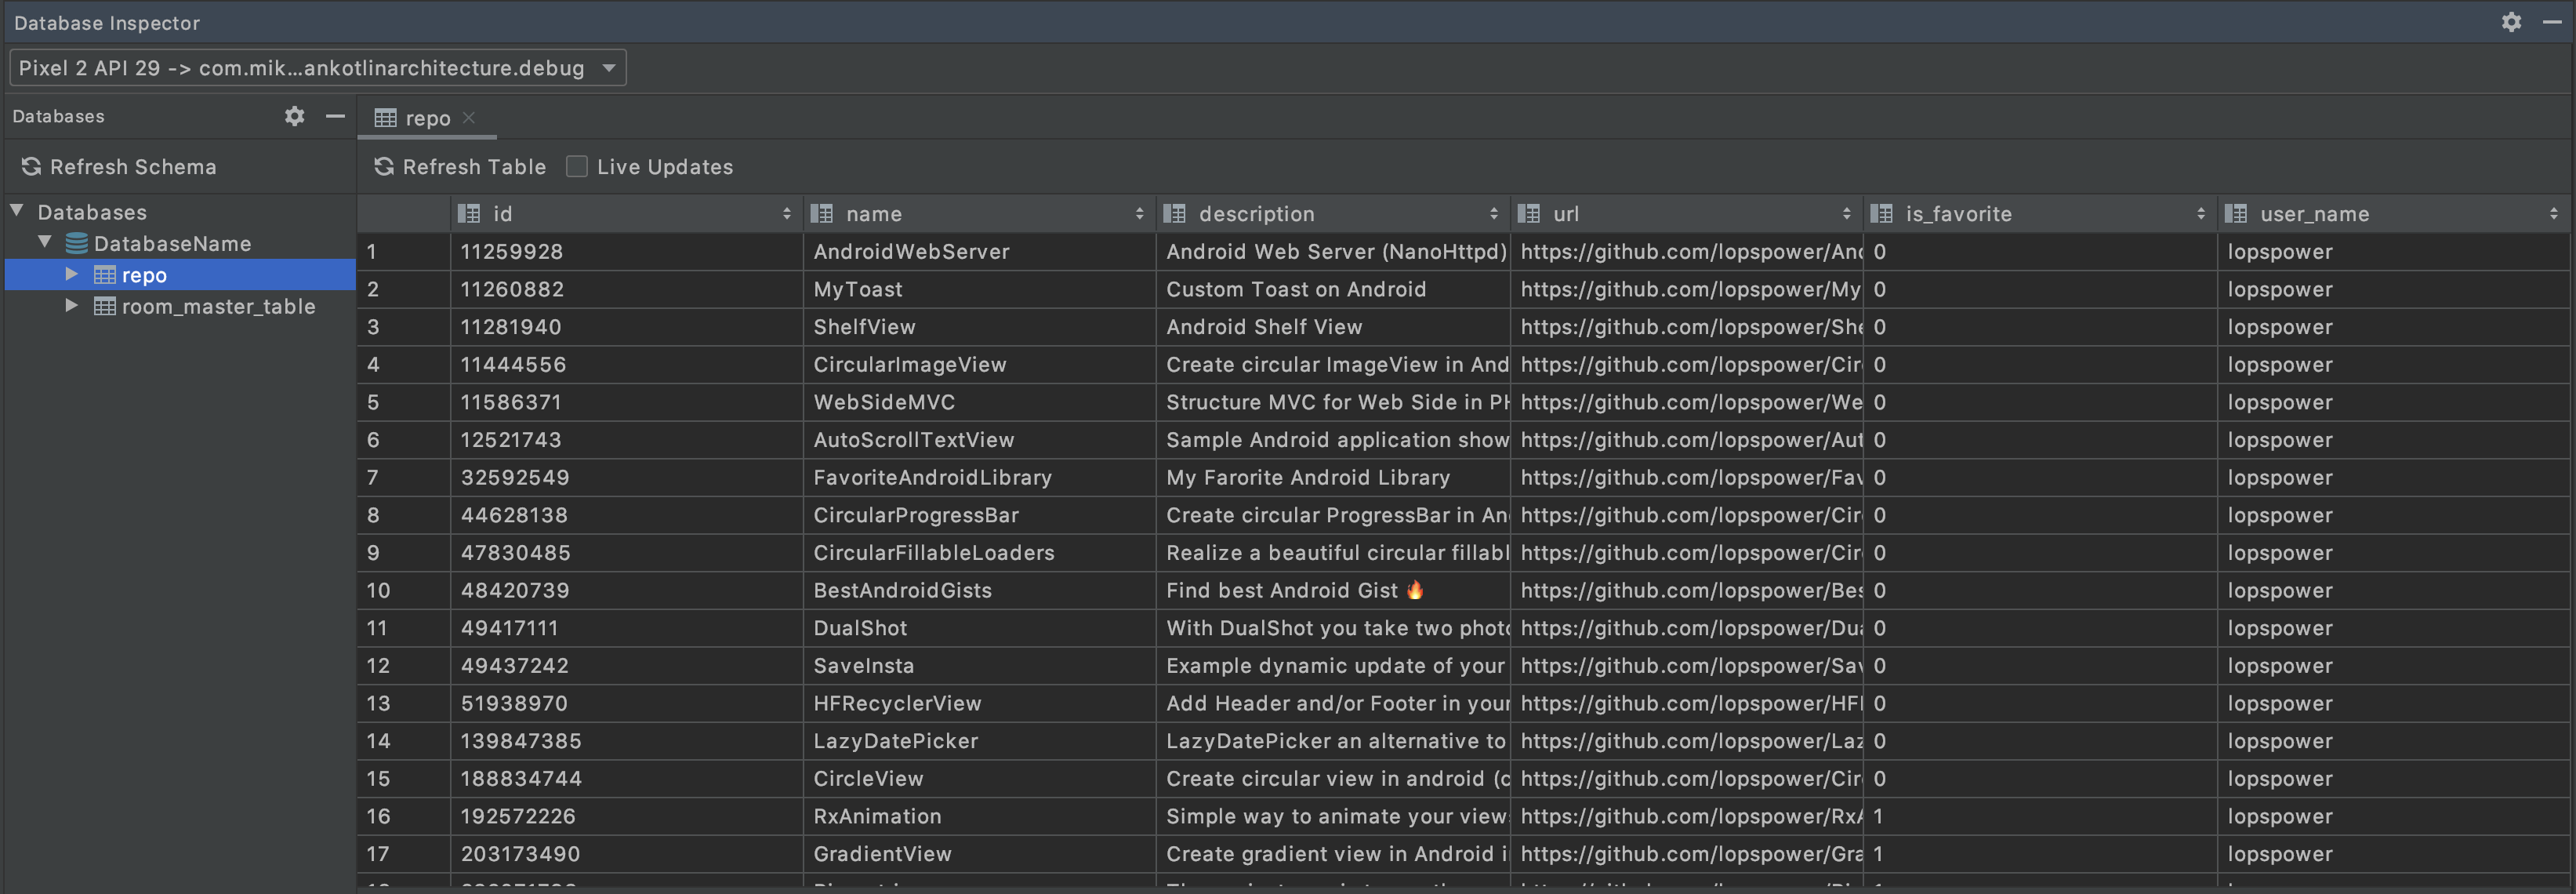 Database Inspector
Pixel 2 API 29 -> com.mik...ankotlinarchitecture.debug
Databases
repo
Refresh Schema
Refresh Table Live Updates
Databases
DatabaseName
repo
room_master_table
id name description url is_favorite user_name
1 11259928 AndroidWebServer Android Web Server (NanoHttpd) https://github.com/lopspower/And 0 lopspower
2 11260882 MyToast Custom Toast on Android https://github.com/lopspower/My 0 lopspower
3 11281940 ShelfView Android Shelf View https://github.com/lopspower/She 0 lopspower
4 11444556 CircularImageView Create circular ImageView in And https://github.com/lopspower/Cir 0 lopspower
5 11586371 WebSideMVC Structure MVC for Web Side in PH https://github.com/lopspower/We 0 lopspower
6 12521743 AutoScrollTextView Sample Android application show https://github.com/lopspower/Aut 0 lopspower
7 32592549 FavoriteAndroidLibrary My Farorite Android Library https://github.com/lopspower/Fav 0 lopspower
8 44628138 CircularProgressBar Create circular ProgressBar in An https://github.com/lopspower/Cir 0 lopspower
9 47830485 CircularFillableLoaders Realize a beautiful circular fillabl https://github.com/lopspower/Cir 0 lopspower
10 48420739 BestAndroidGists Find best Android Gist 🔥 https://github.com/lopspower/Bes 0 lopspower
11 49417111 DualShot With DualShot you take two photo https://github.com/lopspower/Dua 0 lopspower
12 49437242 SaveInsta Example dynamic update of your https://github.com/lopspower/Sav 0 lopspower
13 51938970 HFRecyclerView Add Header and/or Footer in your https://github.com/lopspower/HF 0 lopspower
14 139847385 LazyDatePicker LazyDatePicker an alternative to https://github.com/lopspower/Laz 0 lopspower
15 188834744 CircleView Create circular view in android (c https://github.com/lopspower/Cir 0 lopspower
16 192572226 RxAnimation Simple way to animate your view https://github.com/lopspower/RxA 1 lopspower
17 203173490 GradientView Create gradient view in Android i https://github.com/lopspower/Gra 1 lopspower